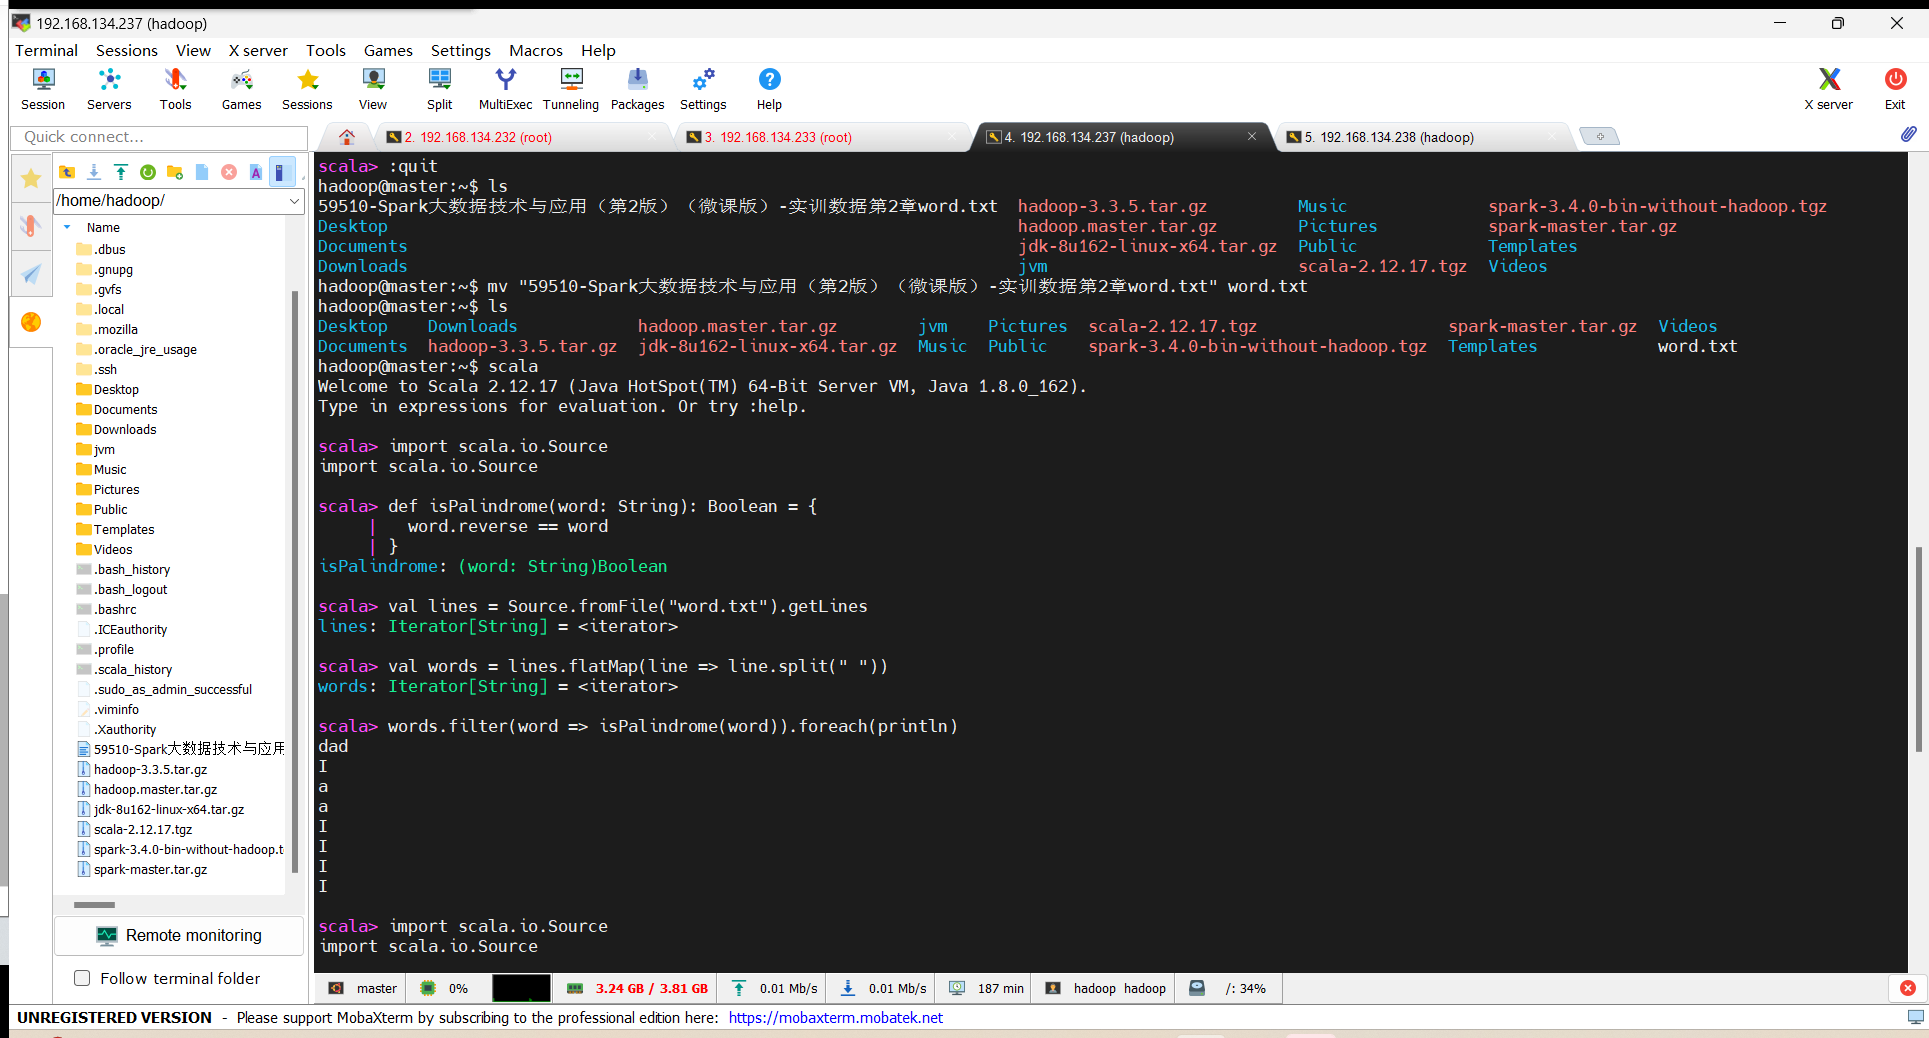 192.168.134.237 (hadoop)
Terminal Sessions View X server Tools Games Settings Macros Help
Session Servers Tools Games Sessions View Split MultiExec Tunneling Packages Settings Help X server Exit
Quick connect...
2. 192.168.134.232 (root)
3. 192.168.134.233 (root)
4. 192.168.134.237 (hadoop)
5. 192.168.134.238 (hadoop)
/home/hadoop/
Name
.dbus
.gnupg
.gvfs
.local
.mozilla
.oracle_jre_usage
.ssh
Desktop
Documents
Downloads
jvm
Music
Pictures
Public
Templates
Videos
.bash_history
.bash_logout
.bashrc
.ICEauthority
.profile
.scala_history
.sudo_as_admin_successful
.viminfo
.Xauthority
59510-Spark大数据技术与应用
hadoop-3.3.5.tar.gz
hadoop.master.tar.gz
jdk-8u162-linux-x64.tar.gz
scala-2.12.17.tgz
spark-3.4.0-bin-without-hadoop.t
spark-master.tar.gz
Remote monitoring
Follow terminal folder
scala> :quit
hadoop@master:~$ ls
59510-Spark大数据技术与应用（第2版）（微课版）-实训数据第2章word.txt hadoop-3.3.5.tar.gz Music spark-3.4.0-bin-without-hadoop.tgz
Desktop hadoop.master.tar.gz Pictures spark-master.tar.gz
Documents jdk-8u162-linux-x64.tar.gz Public Templates
Downloads jvm scala-2.12.17.tgz Videos
hadoop@master:~$ mv "59510-Spark大数据技术与应用（第2版）（微课版）-实训数据第2章word.txt" word.txt
hadoop@master:~$ ls
Desktop Downloads hadoop.master.tar.gz jvm Pictures scala-2.12.17.tgz spark-master.tar.gz Videos
Documents hadoop-3.3.5.tar.gz jdk-8u162-linux-x64.tar.gz Music Public spark-3.4.0-bin-without-hadoop.tgz Templates word.txt
hadoop@master:~$ scala
Welcome to Scala 2.12.17 (Java HotSpot(TM) 64-Bit Server VM, Java 1.8.0_162).
Type in expressions for evaluation. Or try :help.
scala> import scala.io.Source
import scala.io.Source
scala> def isPalindrome(word: String): Boolean = {
| word.reverse == word
| }
isPalindrome: (word: String)Boolean
scala> val lines = Source.fromFile("word.txt").getLines
lines: Iterator[String] = <iterator>
scala> val words = lines.flatMap(line => line.split(" "))
words: Iterator[String] = <iterator>
scala> words.filter(word => isPalindrome(word)).foreach(println)
dad
I
a
a
I
I
I
I
scala> import scala.io.Source
import scala.io.Source
master 0% 3.24 GB / 3.81 GB 0.01 Mb/s 0.01 Mb/s 187 min hadoop hadoop /: 34%
UNREGISTERED VERSION - Please support MobaXterm by subscribing to the professional edition here: https://mobaxterm.mobatek.net